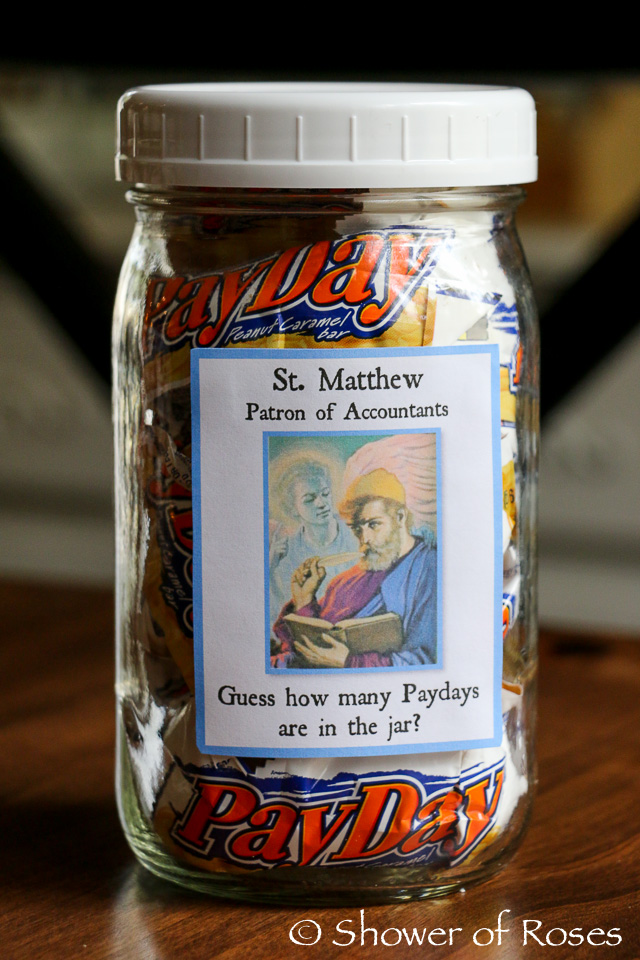 PayDay
Peanut Caramel
bar
St. Matthew
Patron of Accountants
Guess how many Paydays
are in the jar?
PayDay
© Shower of Roses